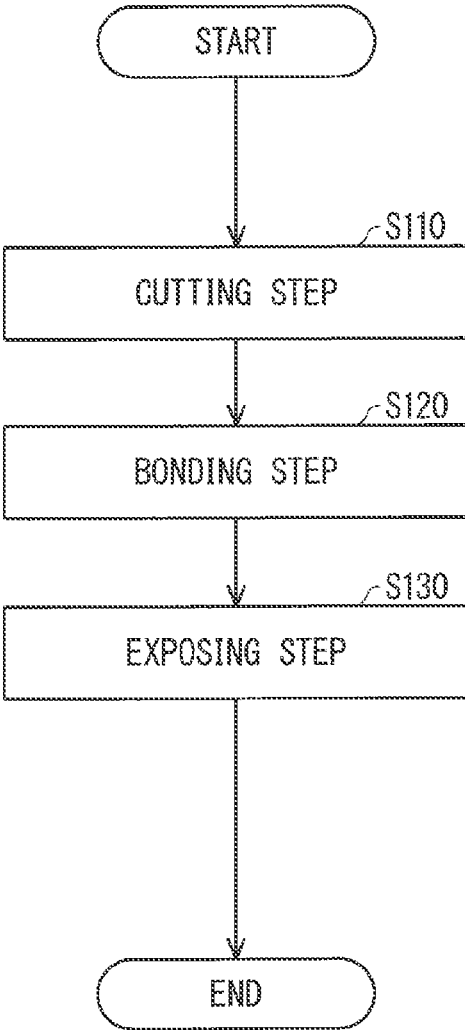 START
S110
CUTTING STEP
S120
BONDING STEP
S130
EXPOSING STEP
END